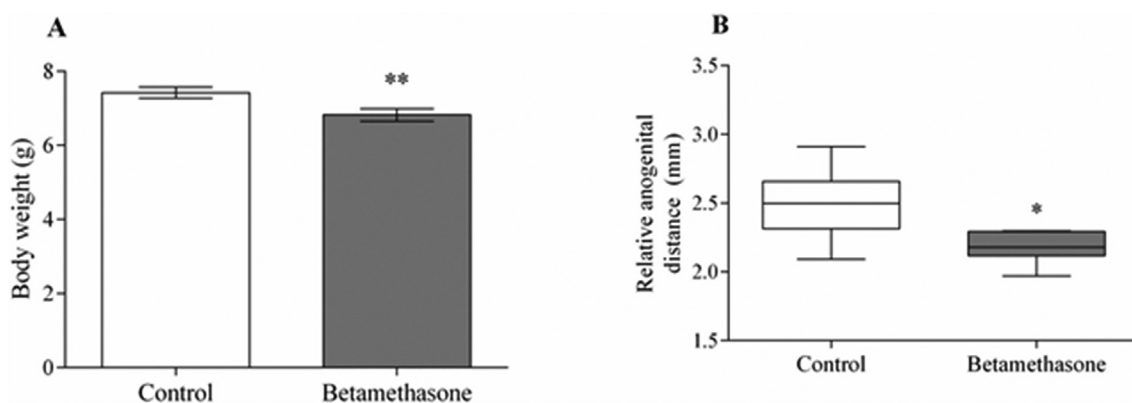 A
Body weight (g)
8
6
4
2
0
**
Control
Betamethasone
B
Relative anogenital
distance (mm)
3.5
3.0
2.5
2.0
1.5
*
Control
Betamethasone